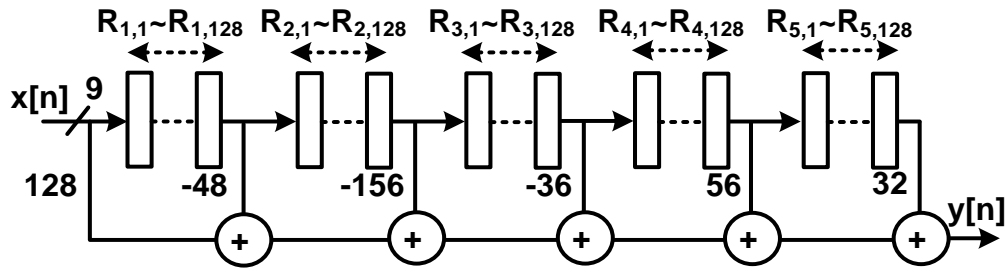 R1,1~R1,128 R2,1~R2,128 R3,1~R3,128 R4,1~R4,128 R5,1~R5,128
x[n] 9
128 -48 -156 -36 56 32
y[n]
+ + + + +